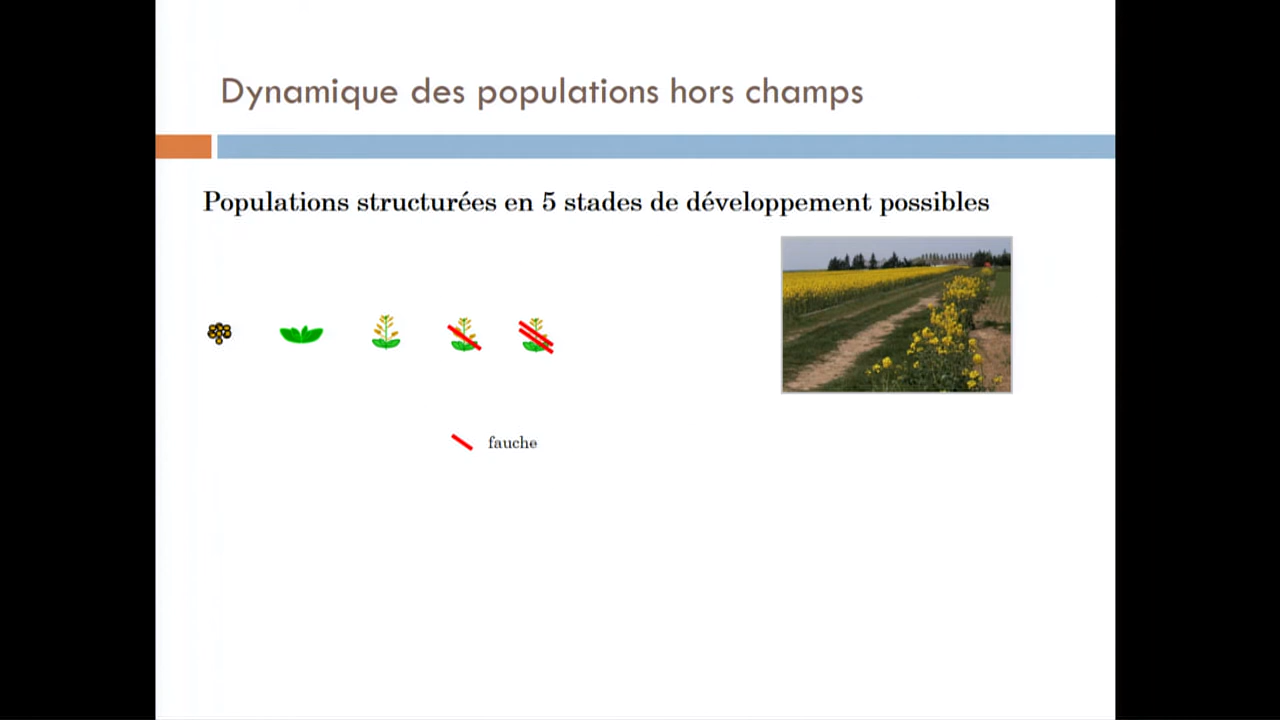 Dynamique des populations hors champs
Populations structurées en 5 stades de développement possibles
fauche